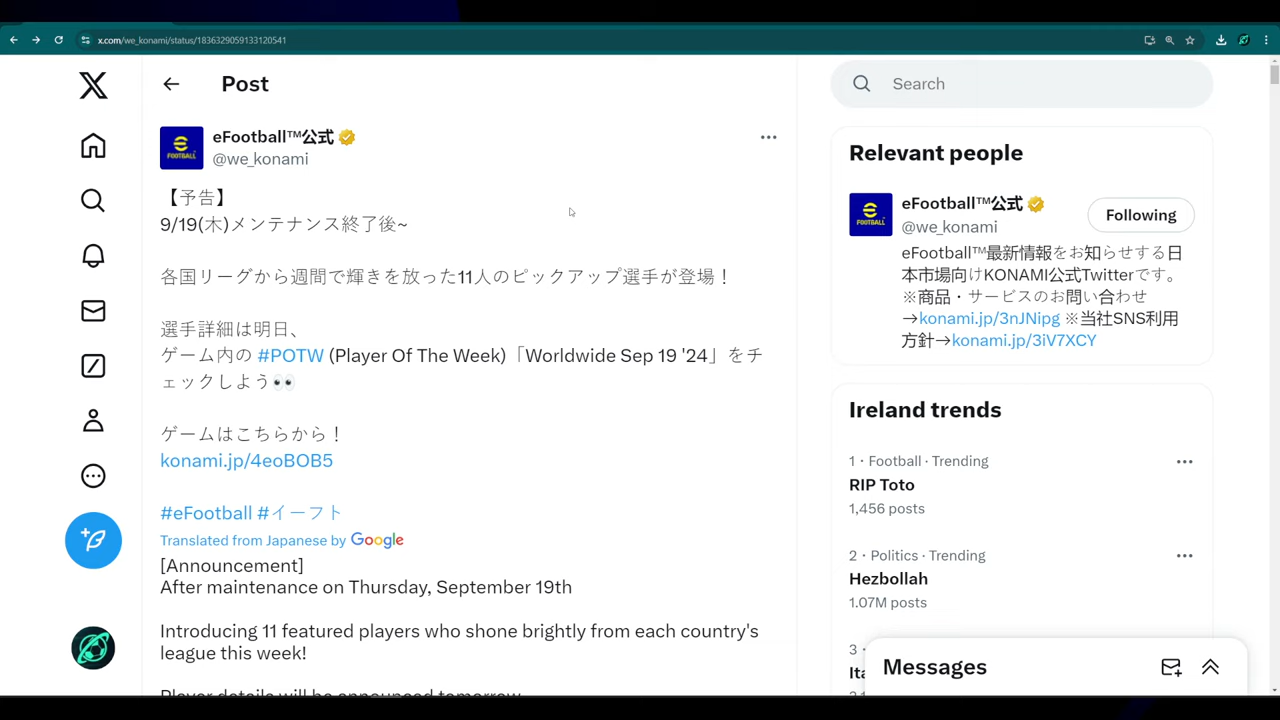 x.com/we_konami/status/1836329059133120541
Post
Search
eFootball™公式
@we_konami
【予告】
9/19(木)メンテナンス終了後~
各国リーグから週間で輝きを放った11人のピックアップ選手が登場！
選手詳細は明日、
ゲーム内の #POTW (Player Of The Week)「Worldwide Sep 19 '24」をチ
ェックしよう👀
ゲームはこちらから！
konami.jp/4eoBOB5
#eFootball #イーフト
Translated from Japanese by Google
[Announcement]
After maintenance on Thursday, September 19th
Introducing 11 featured players who shone brightly from each country's
league this week!
Player details will be announced tomorrow
Relevant people
eFootball™公式
@we_konami
Following
eFootball™最新情報をお知らせする日
本市場向けKONAMI公式Twitterです。
※商品・サービスのお問い合わせ
→konami.jp/3nJNipg ※当社SNS利用
方針→konami.jp/3iV7XCY
Ireland trends
1 · Football · Trending
RIP Toto
1,456 posts
2 · Politics · Trending
Hezbollah
1.07M posts
3 ·
Messages